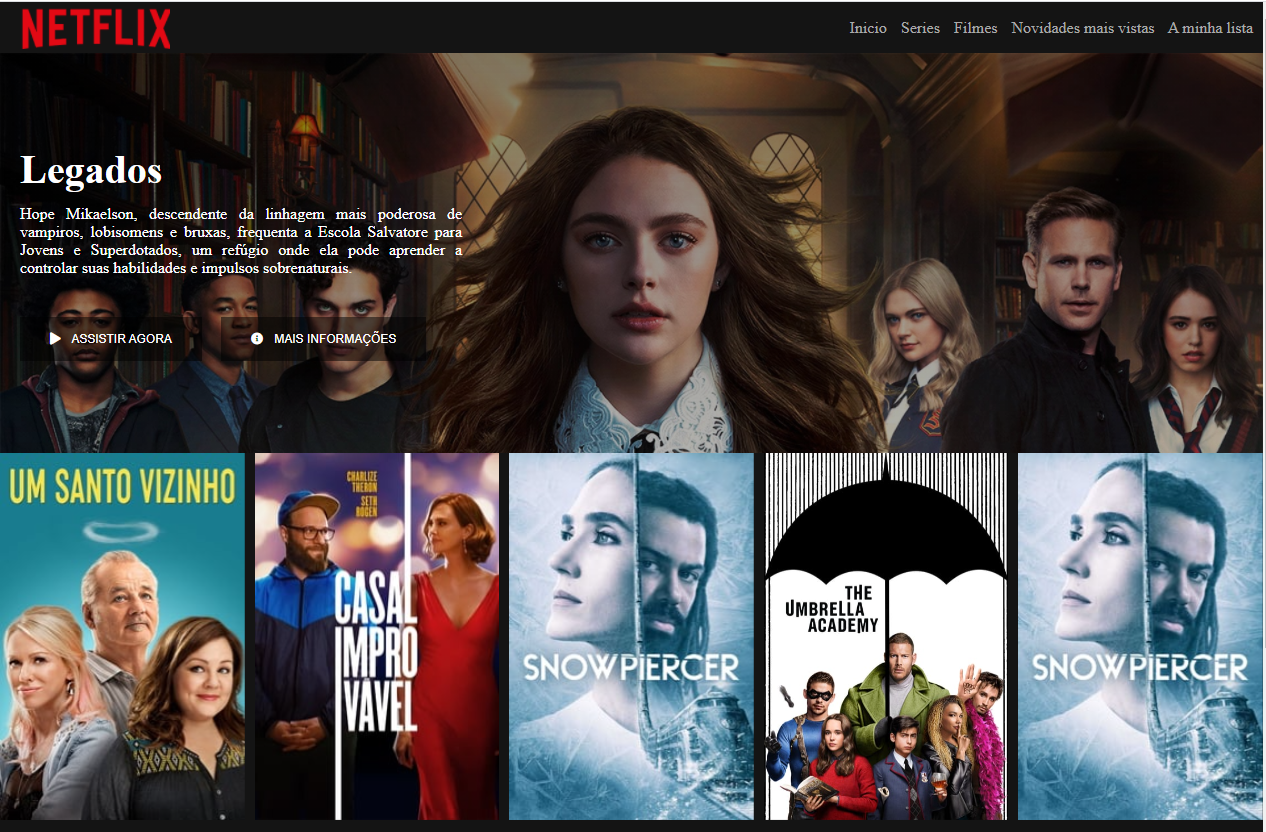 NETFLIX
Inicio Series Filmes Novidades mais vistas A minha lista
Legados
Hope Mikaelson, descendente da linhagem mais poderosa de
vampiros, lobisomens e bruxas, frequenta a Escola Salvatore para
Jovens e Superdotados, um refúgio onde ela pode aprender a
controlar suas habilidades e impulsos sobrenaturais.
ASSISTIR AGORA
MAIS INFORMAÇÕES
UM SANTO VIZINHO
CHARLIZE
THERON
SETH
ROGEN
CASAL
IMPRO
VÁVEL
SNOWPIERCER
THE
UMBRELLA
ACADEMY
SNOWPIERCER